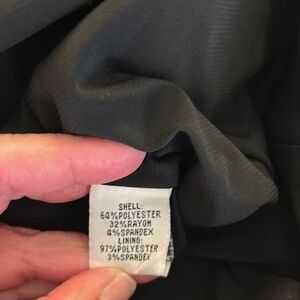 SHELL:
64%POLYESTER
32%RAYON
4%SPANDEX
LINING:
97%POLYESTER
3%SPANDEX